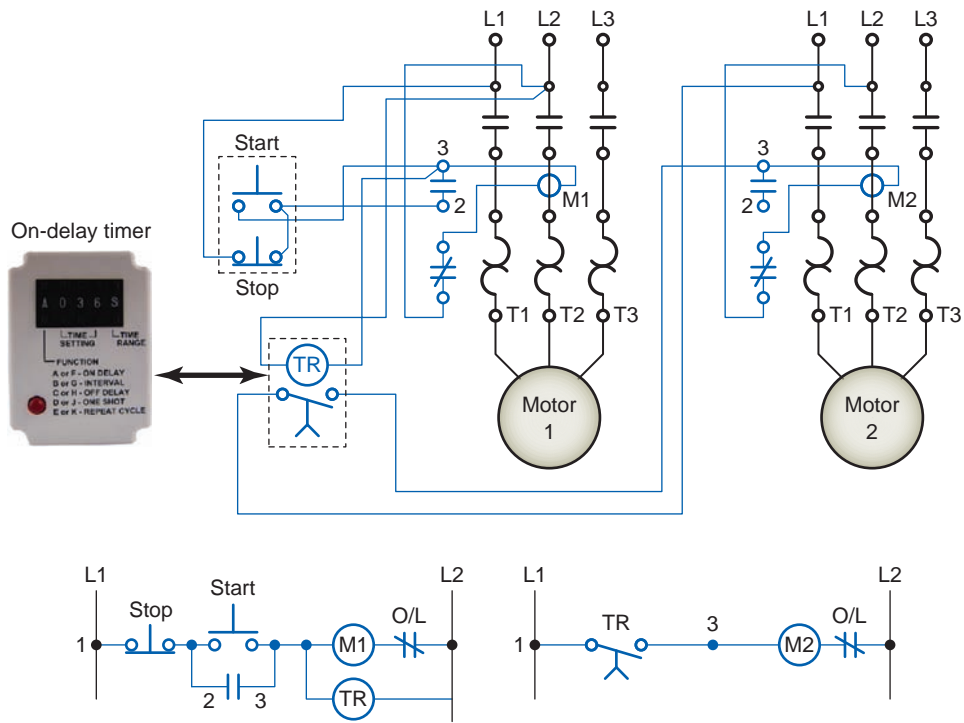 L1 L2 L3 L1 L2 L3
Start
3
2
M1
3
2
M2
On-delay timer
A 0 3 6 S
TIME SETTING
TIME RANGE
FUNCTION
A or F - ON DELAY
B or G - INTERVAL
C or H - OFF DELAY
D or J - ONE SHOT
E or K - REPEAT CYCLE
Stop
T1 T2 T3
T1 T2 T3
TR
Motor
1
Motor
2
L1 L2 L1 L2
Stop Start O/L
1 M1
2 3 TR
TR 3 O/L
1 M2